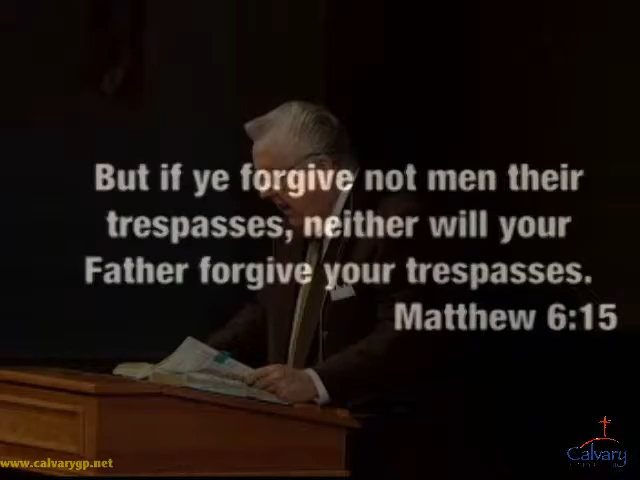 But if ye forgive not men their
trespasses, neither will your
Father forgive your trespasses.
Matthew 6:15
www.calvarygp.net
Calvary